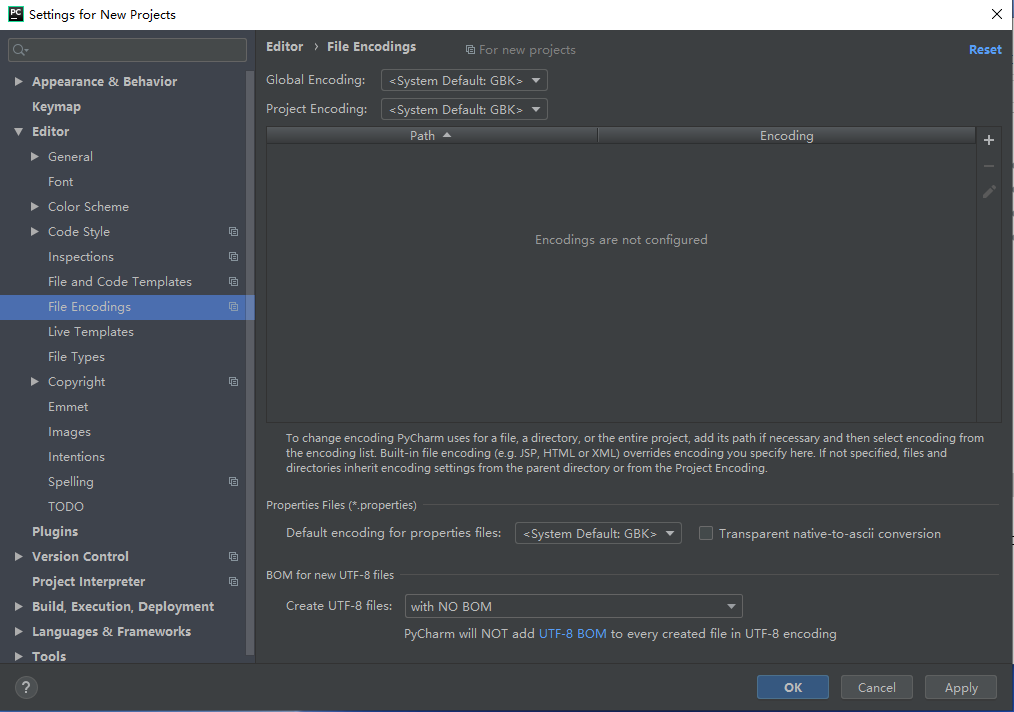 PC Settings for New Projects
Editor › File Encodings For new projects Reset
Appearance & Behavior
Keymap
Editor
General
Font
Color Scheme
Code Style
Inspections
File and Code Templates
File Encodings
Live Templates
File Types
Copyright
Emmet
Images
Intentions
Spelling
TODO
Plugins
Version Control
Project Interpreter
Build, Execution, Deployment
Languages & Frameworks
Tools
Global Encoding: <System Default: GBK>
Project Encoding: <System Default: GBK>
Path Encoding
Encodings are not configured
To change encoding PyCharm uses for a file, a directory, or the entire project, add its path if necessary and then select encoding from
the encoding list. Built-in file encoding (e.g. JSP, HTML or XML) overrides encoding you specify here. If not specified, files and
directories inherit encoding settings from the parent directory or from the Project Encoding.
Properties Files (*.properties)
Default encoding for properties files: <System Default: GBK> Transparent native-to-ascii conversion
BOM for new UTF-8 files
Create UTF-8 files: with NO BOM
PyCharm will NOT add UTF-8 BOM to every created file in UTF-8 encoding
? OK Cancel Apply